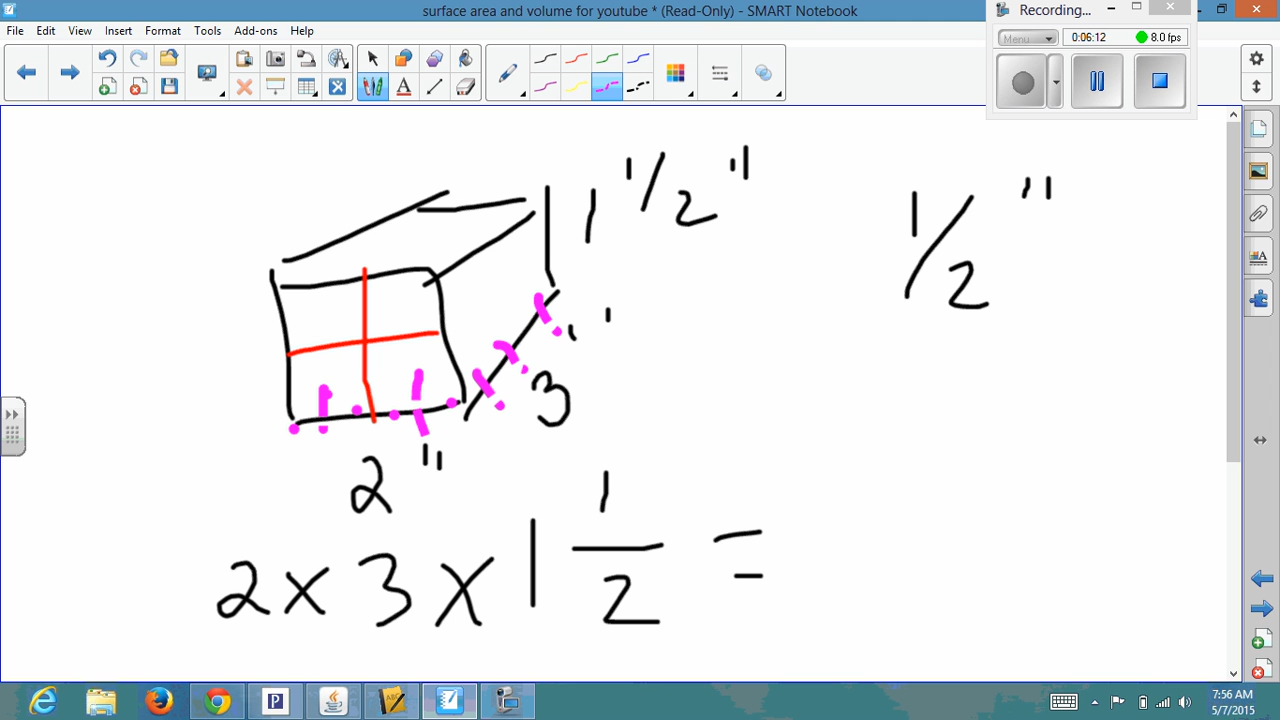 surface area and volume for youtube * (Read-Only) - SMART Notebook
Recording...
File Edit View Insert Format Tools Add-ons Help
Menu 0:06:12 8.0 fps
1 1/2 "
1/2 "
3 "
2 "
2 x 3 x 1 1/2 =
7:56 AM
5/7/2015